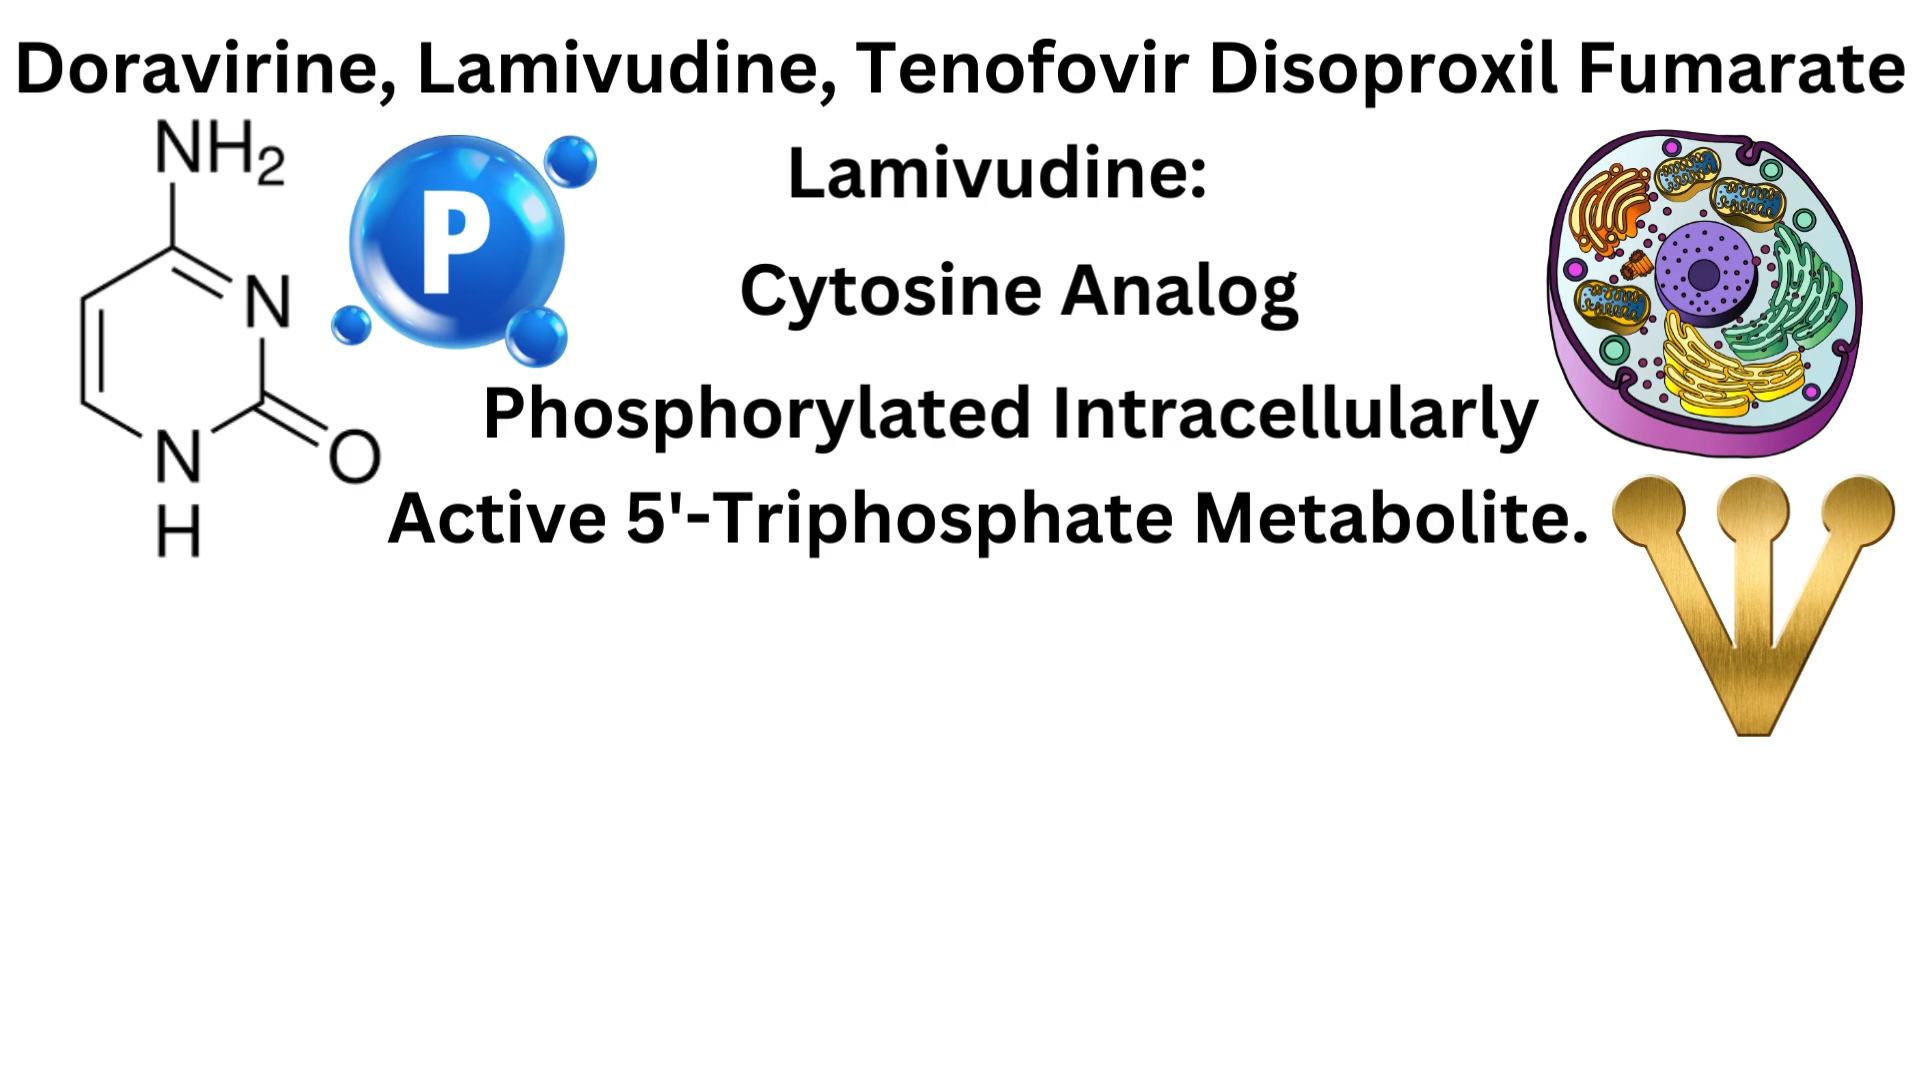 Doravirine, Lamivudine, Tenofovir Disoproxil Fumarate
NH2
P
Lamivudine:
N
Cytosine Analog
Phosphorylated Intracellularly
N
O
H
Active 5'-Triphosphate Metabolite.